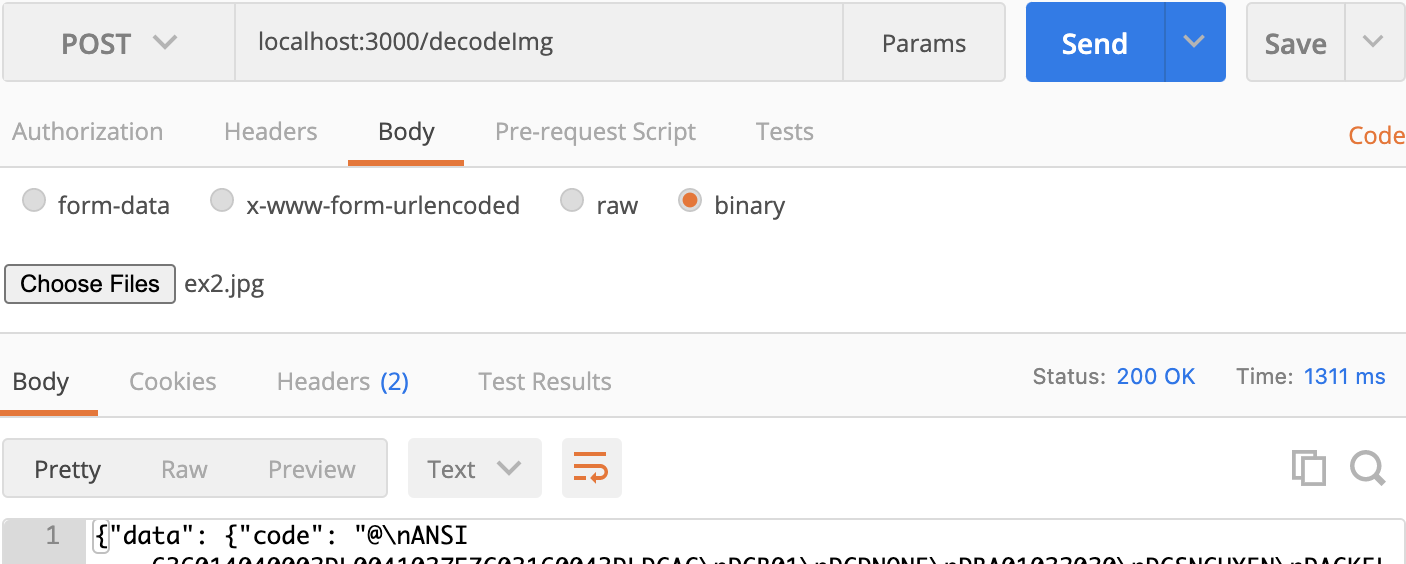 POST localhost:3000/decodeImg Params Send Save
Authorization Headers Body Pre-request Script Tests Code
form-data x-www-form-urlencoded raw binary
Choose Files ex2.jpg
Body Cookies Headers (2) Test Results Status: 200 OK Time: 1311 ms
Pretty Raw Preview Text
1 {"data": {"code": "@\nANSI